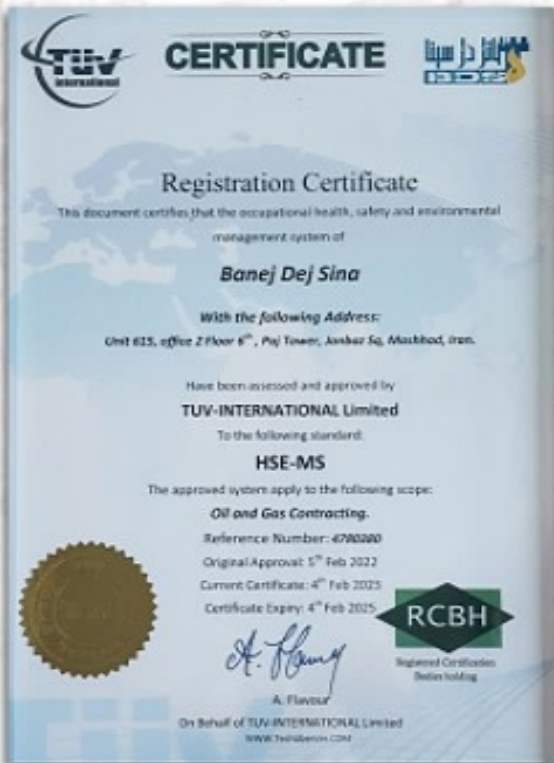 TÜV
international
CERTIFICATE
BDS
Registration Certificate
This document certifies that the occupational health, safety and environmental
management system of
Banej Dej Sina
With the following Address:
Unit 615, office 2 Floor 6th, Paj Tower, Janbaz Sq, Mashhad, Iran.
Have been assessed and approved by
TUV-INTERNATIONAL Limited
To the following standard:
HSE-MS
The approved system apply to the following scope:
Oil and Gas Contracting.
Reference Number:
Original Approval: 5th Feb 2022
Current Certificate: 4th Feb
Certificate Expiry: 4th Feb 2025
RCBH
Registered Certification
Bodies holding
A. Flavour
On Behalf of TUV-INTERNATIONAL Limited